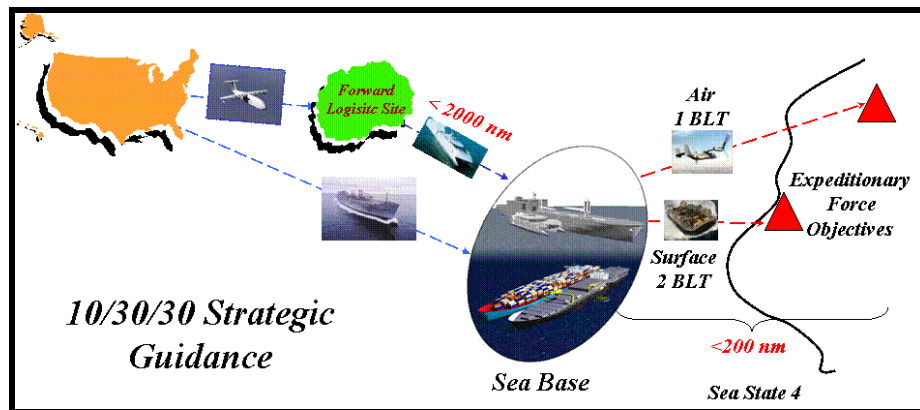 Forward
Logisitc Site
< 2000 nm
Air
1 BLT
Expeditionary
Force
Objectives
Surface
2 BLT
10/30/30 Strategic
Guidance
<200 nm
Sea Base
Sea State 4